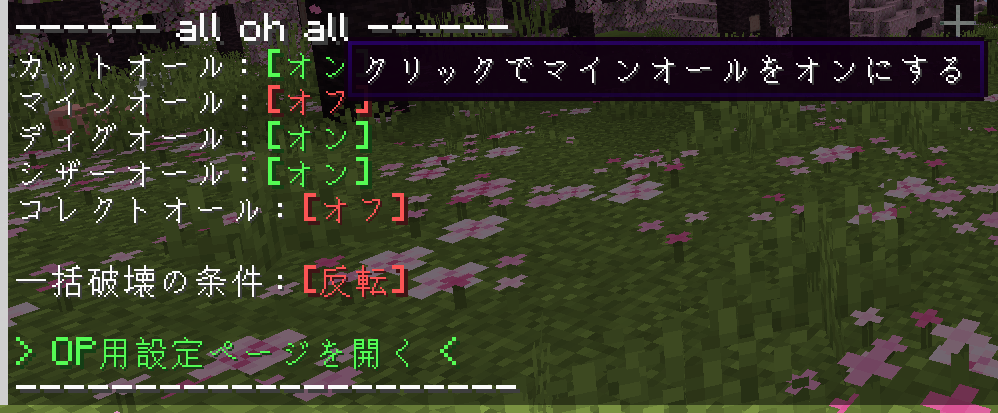 ------ all oh all ------
カットオール：[オン
クリックでマインオールをオンにする
マインオール：[オフ]
ディグオール：[オン]
シザーオール：[オン]
コレクトオール：[オフ]
一括破壊の条件：[反転]
> OP用設定ページを開く <
----------------------